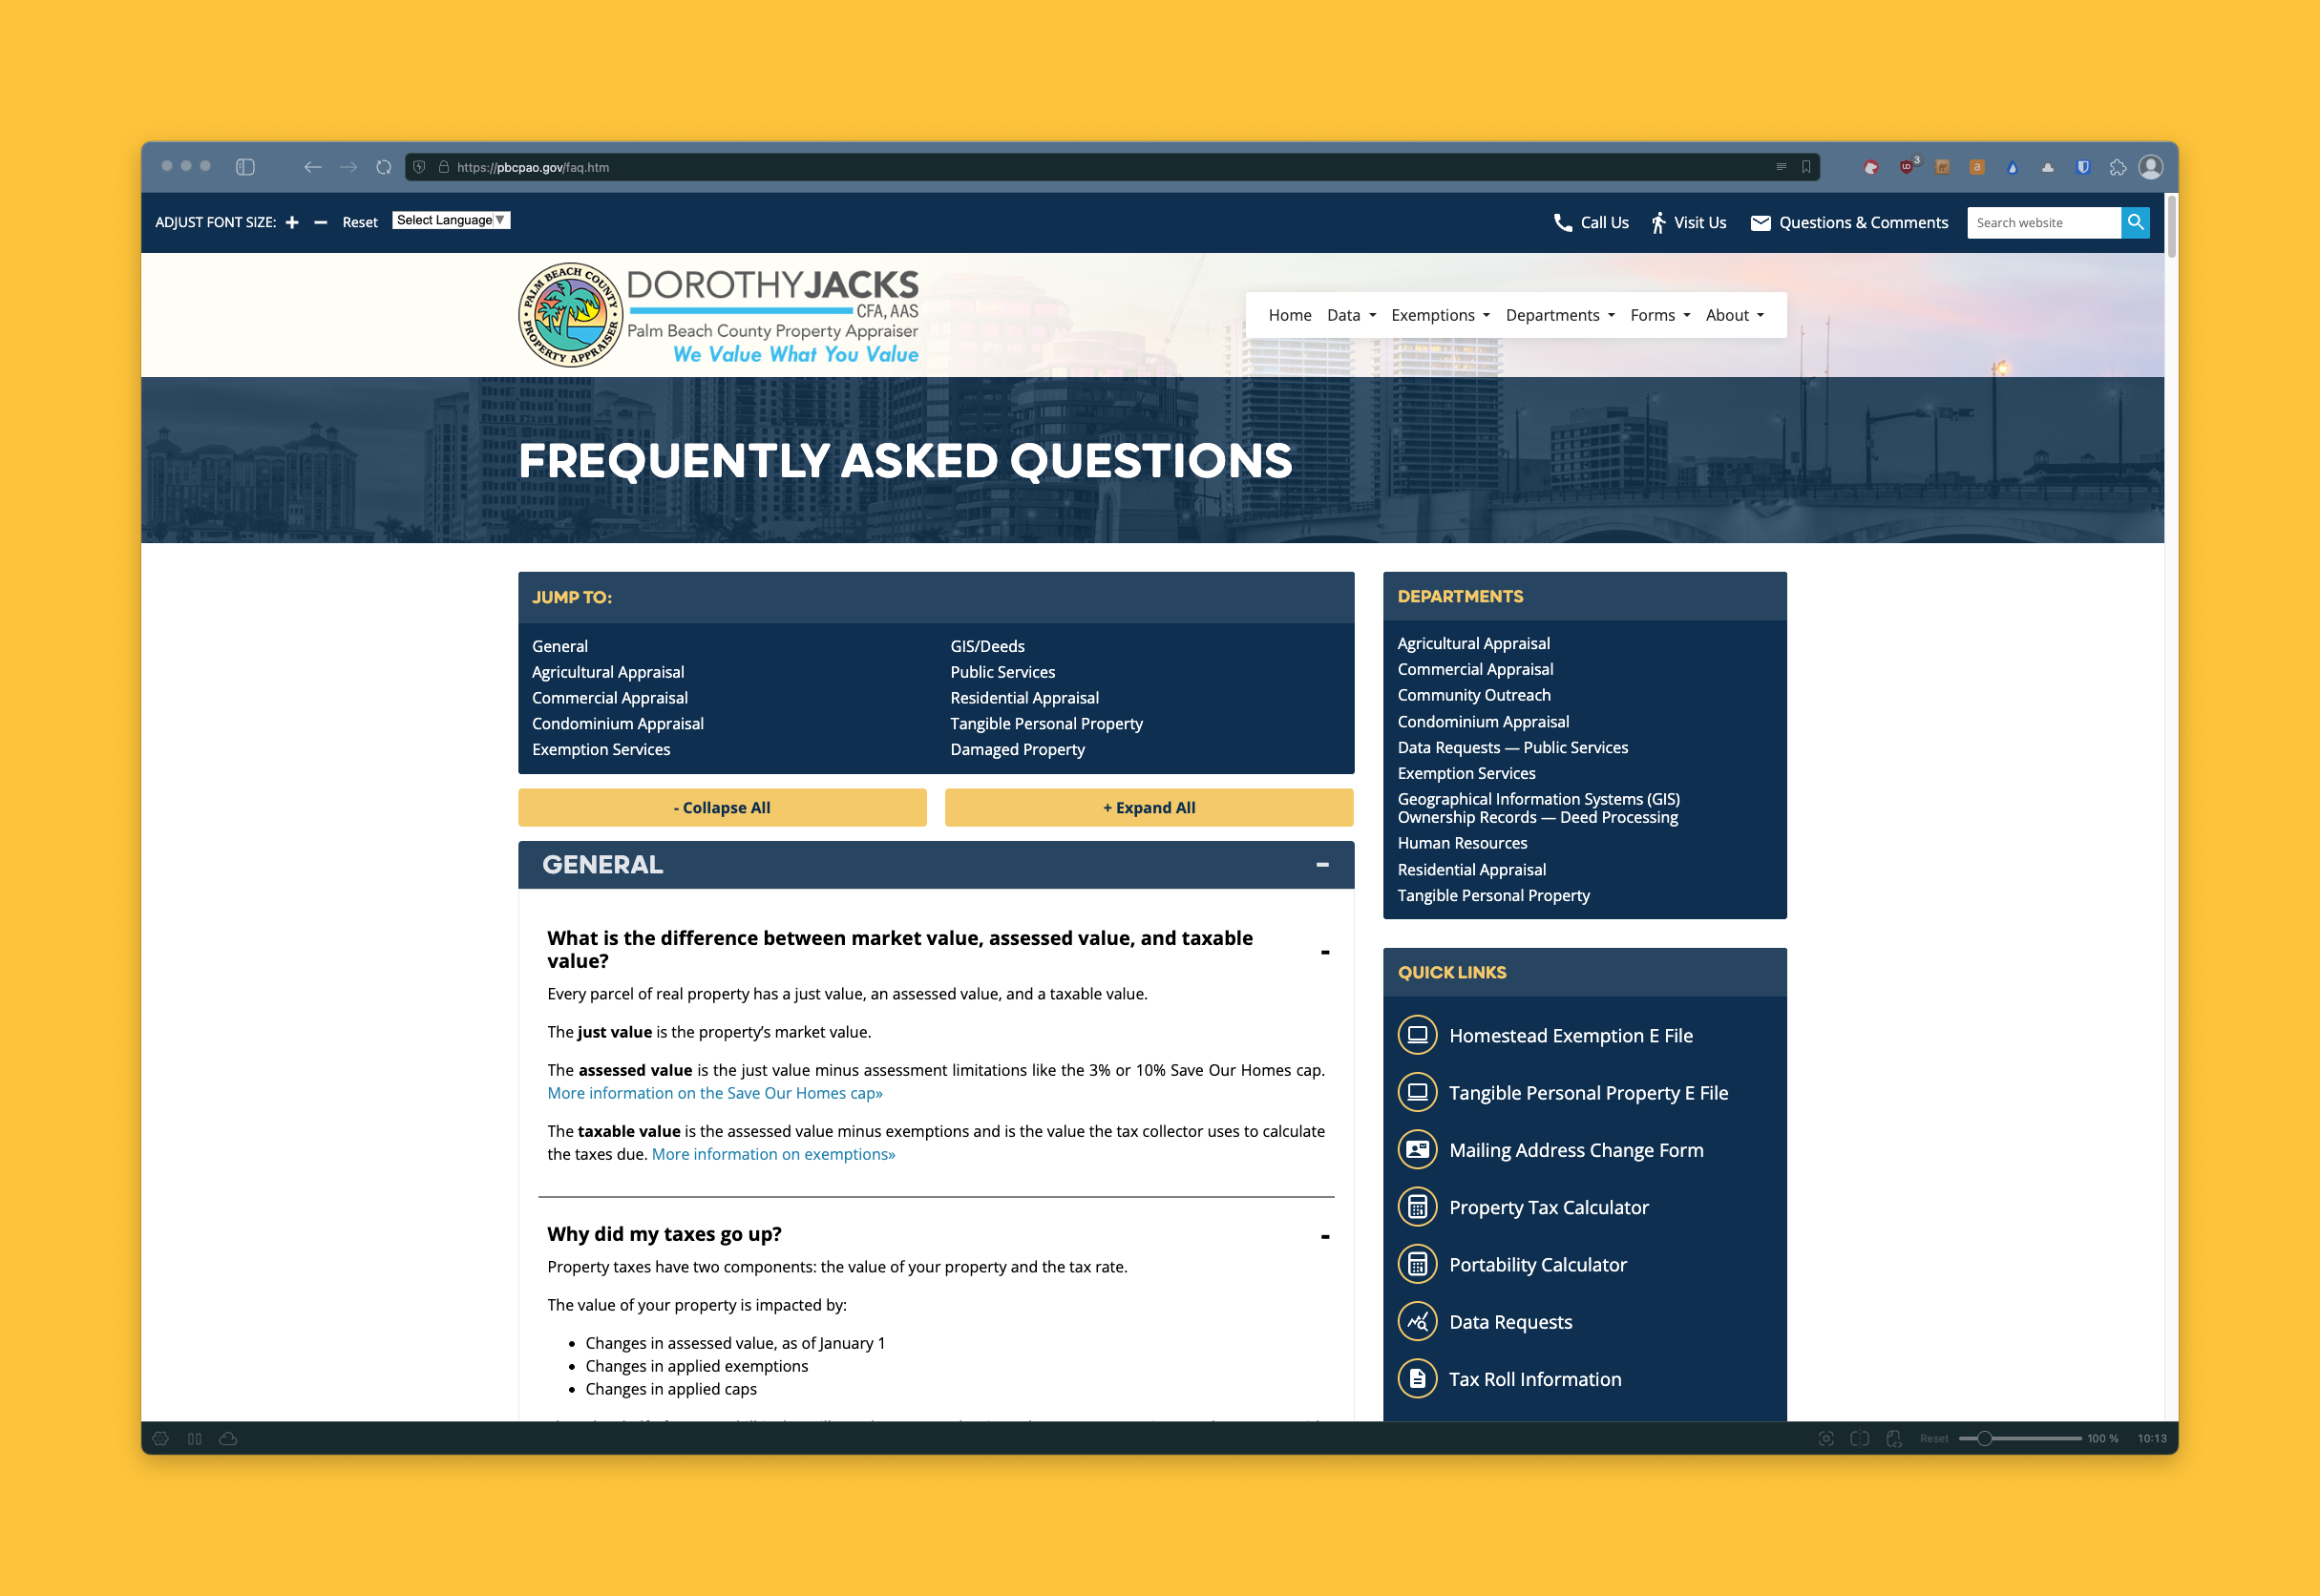 https://pbcpao.gov/faq.htm
3
ADJUST FONT SIZE: + − Reset Select Language ▼
Call Us Visit Us Questions & Comments Search website
PALM BEACH COUNTY PROPERTY APPRAISER
DOROTHYJACKS
CFA, AAS
Palm Beach County Property Appraiser
We Value What You Value
Home Data Exemptions Departments Forms About
FREQUENTLY ASKED QUESTIONS
JUMP TO:
General
Agricultural Appraisal
Commercial Appraisal
Condominium Appraisal
Exemption Services
GIS/Deeds
Public Services
Residential Appraisal
Tangible Personal Property
Damaged Property
- Collapse All
+ Expand All
GENERAL −
What is the difference between market value, assessed value, and taxable
value? -
Every parcel of real property has a just value, an assessed value, and a taxable value.
The just value is the property’s market value.
The assessed value is the just value minus assessment limitations like the 3% or 10% Save Our Homes cap.
More information on the Save Our Homes cap»
The taxable value is the assessed value minus exemptions and is the value the tax collector uses to calculate
the taxes due. More information on exemptions»
Why did my taxes go up? -
Property taxes have two components: the value of your property and the tax rate.
The value of your property is impacted by:
• Changes in assessed value, as of January 1
• Changes in applied exemptions
• Changes in applied caps
DEPARTMENTS
Agricultural Appraisal
Commercial Appraisal
Community Outreach
Condominium Appraisal
Data Requests — Public Services
Exemption Services
Geographical Information Systems (GIS)
Ownership Records — Deed Processing
Human Resources
Residential Appraisal
Tangible Personal Property
QUICK LINKS
Homestead Exemption E File
Tangible Personal Property E File
Mailing Address Change Form
Property Tax Calculator
Portability Calculator
Data Requests
Tax Roll Information
Reset 100 % 10:13